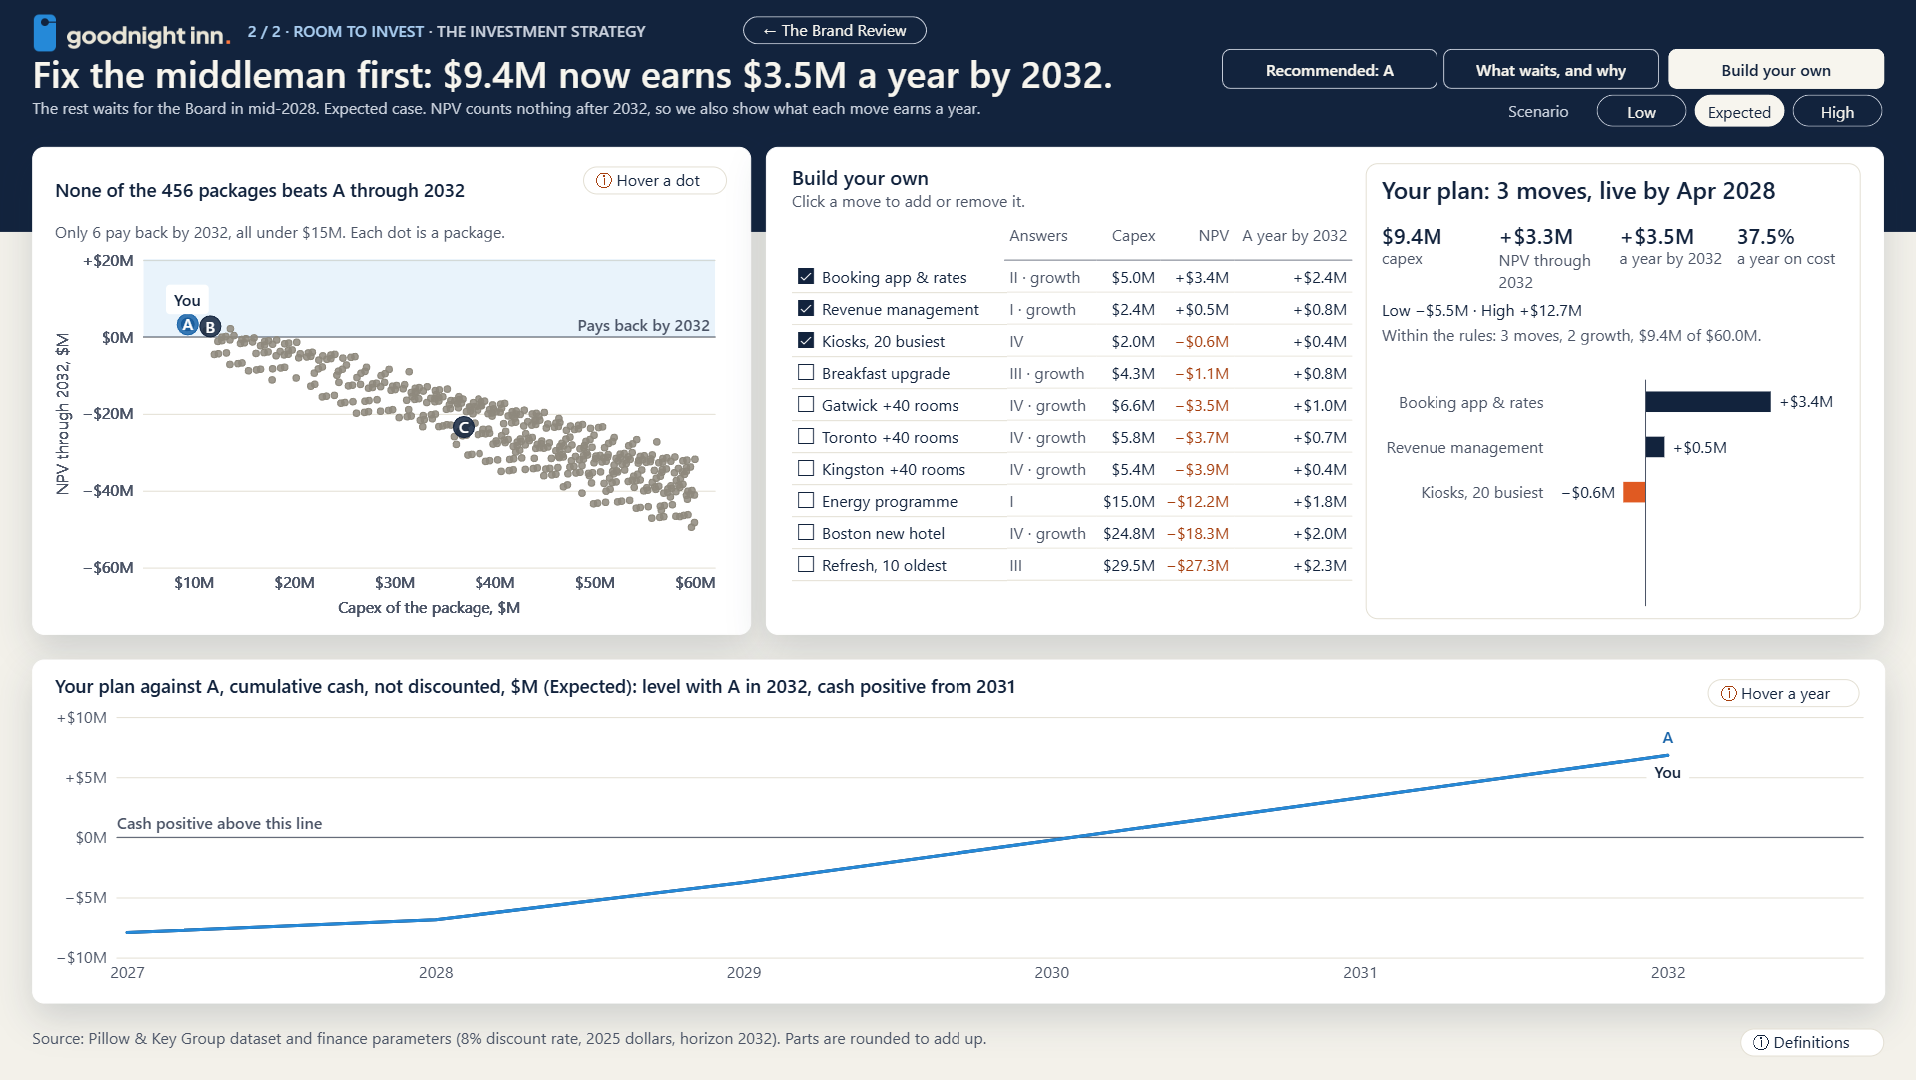 goodnight inn.
2 / 2 · ROOM TO INVEST · THE INVESTMENT STRATEGY
← The Brand Review
Fix the middleman first: $9.4M now earns $3.5M a year by 2032.
The rest waits for the Board in mid-2028. Expected case. NPV counts nothing after 2032, so we also show what each move earns a year.
Recommended: A
What waits, and why
Build your own
Scenario
Low
Expected
High
None of the 456 packages beats A through 2032
ⓘ Hover a dot
Only 6 pay back by 2032, all under $15M. Each dot is a package.
NPV through 2032, $M
+$20M
$0M
−$20M
−$40M
−$60M
You
A
B
C
Pays back by 2032
$10M
$20M
$30M
$40M
$50M
$60M
Capex of the package, $M
Build your own
Click a move to add or remove it.
Answers Capex NPV A year by 2032
Booking app & rates II · growth $5.0M +$3.4M +$2.4M
Revenue management I · growth $2.4M +$0.5M +$0.8M
Kiosks, 20 busiest IV $2.0M −$0.6M +$0.4M
Breakfast upgrade III · growth $4.3M −$1.1M +$0.8M
Gatwick +40 rooms IV · growth $6.6M −$3.5M +$1.0M
Toronto +40 rooms IV · growth $5.8M −$3.7M +$0.7M
Kingston +40 rooms IV · growth $5.4M −$3.9M +$0.4M
Energy programme I $15.0M −$12.2M +$1.8M
Boston new hotel IV · growth $24.8M −$18.3M +$2.0M
Refresh, 10 oldest III $29.5M −$27.3M +$2.3M
Your plan: 3 moves, live by Apr 2028
$9.4M
capex
+$3.3M
NPV through
2032
+$3.5M
a year by 2032
37.5%
a year on cost
Low −$5.5M · High +$12.7M
Within the rules: 3 moves, 2 growth, $9.4M of $60.0M.
Booking app & rates +$3.4M
Revenue management +$0.5M
Kiosks, 20 busiest −$0.6M
Your plan against A, cumulative cash, not discounted, $M (Expected): level with A in 2032, cash positive from 2031
ⓘ Hover a year
+$10M
+$5M
$0M
−$5M
−$10M
Cash positive above this line
A
You
2027
2028
2029
2030
2031
2032
Source: Pillow & Key Group dataset and finance parameters (8% discount rate, 2025 dollars, horizon 2032). Parts are rounded to add up.
ⓘ Definitions